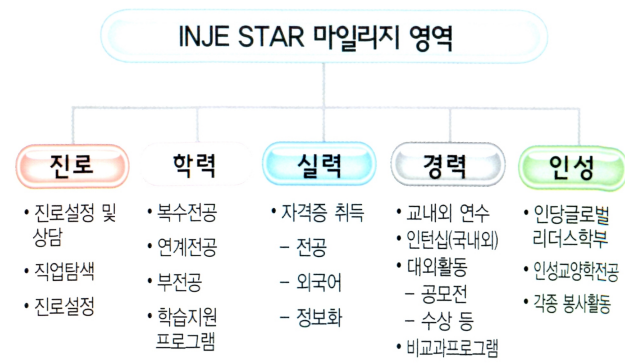 INJE STAR 마일리지 영역
진로
• 진로설정 및
상담
• 직업탐색
• 진로설정
학력
• 복수전공
• 연계전공
• 부전공
• 학습지원
프로그램
실력
• 자격증 취득
– 전공
– 외국어
– 정보화
경력
• 교내외 연수
• 인턴십(국내외)
• 대외활동
– 공모전
– 수상 등
• 비교과프로그램
인성
• 인당글로벌
리더스학부
• 인성교양학전공
• 각종 봉사활동